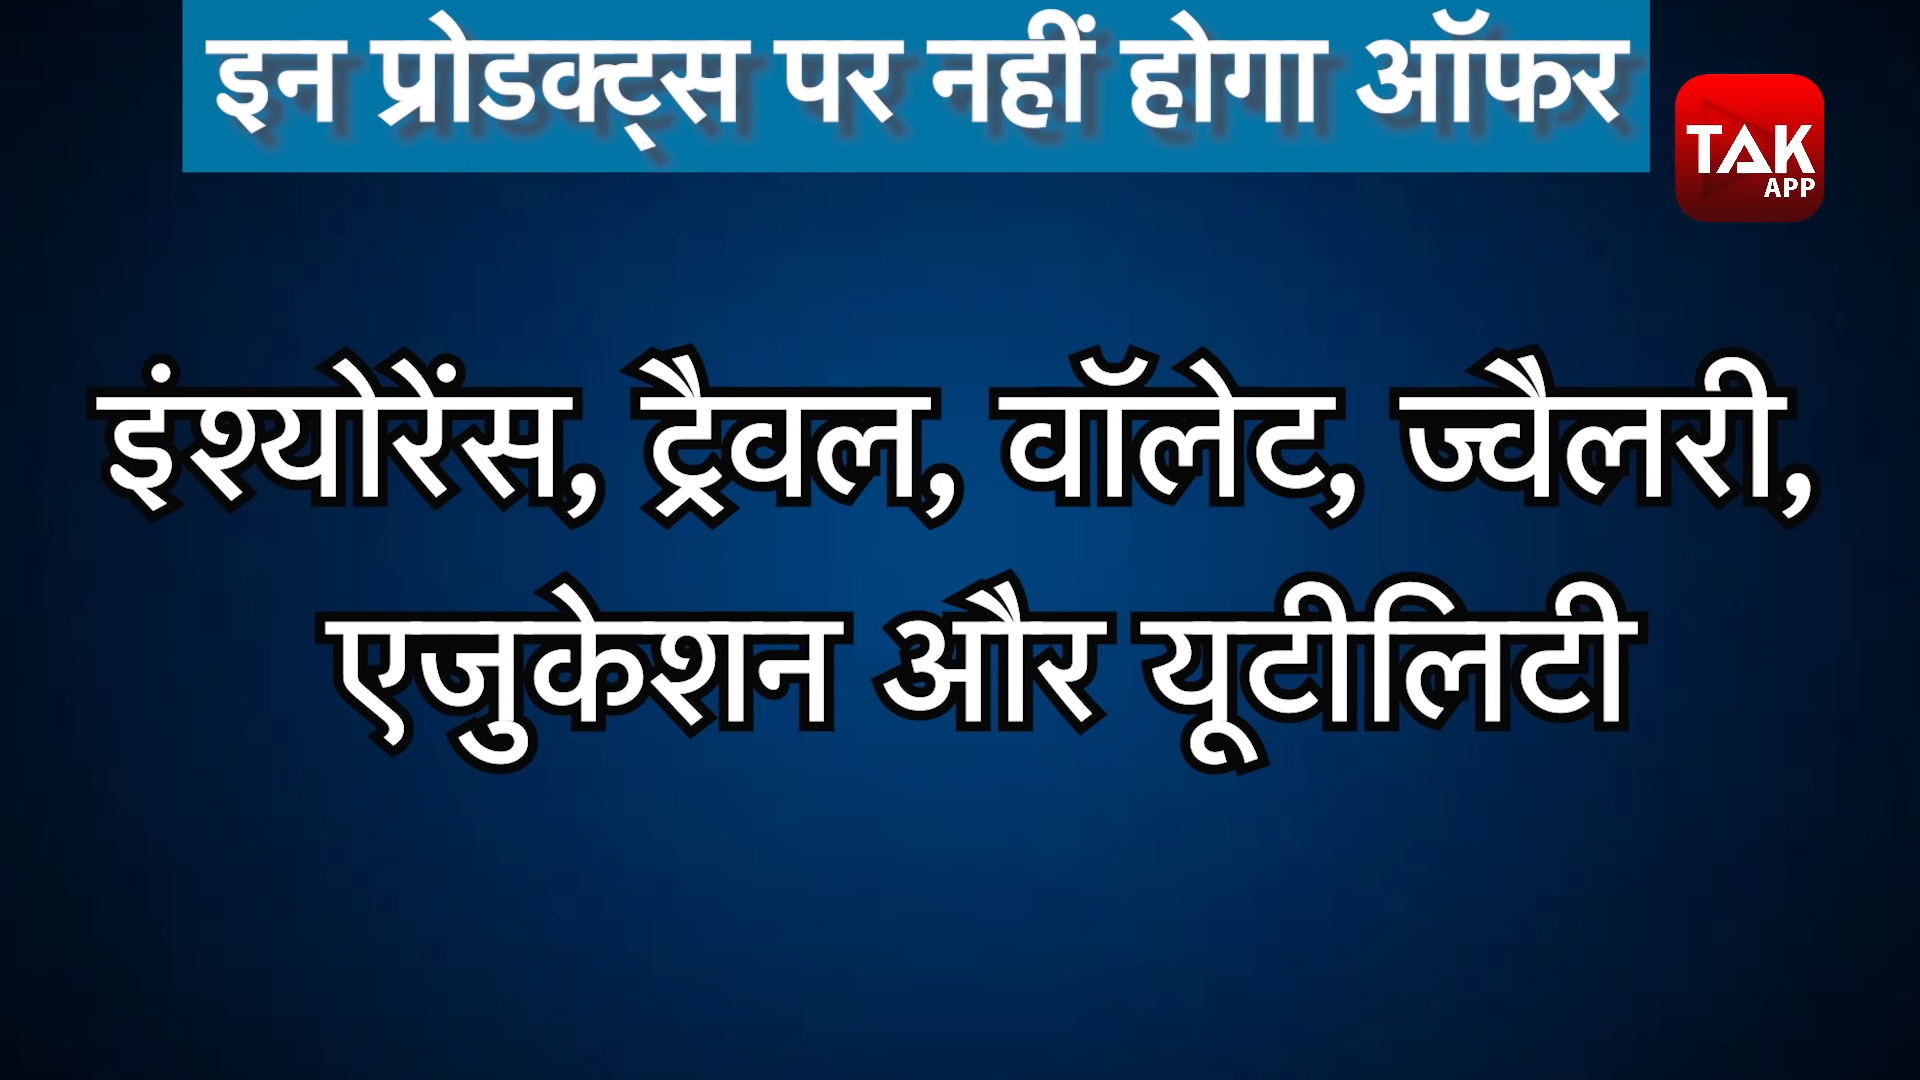 इन प्रोडक्ट्स पर नहीं होगा ऑफर
TAK
APP
इंश्योरेंस, ट्रैवल, वॉलेट, ज्वैलरी,
एजुकेशन और यूटीलिटी